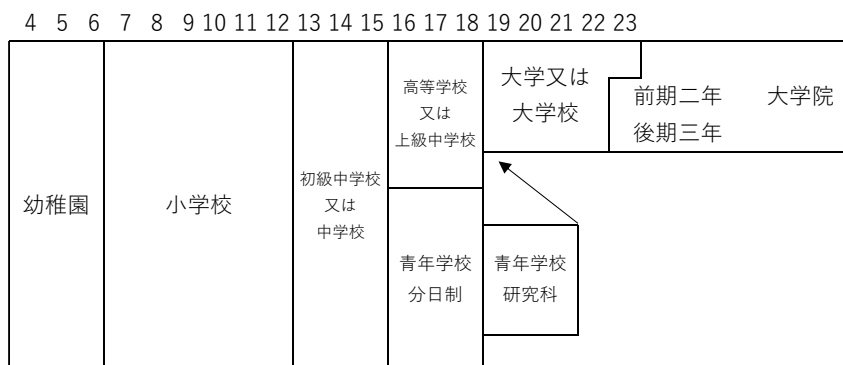 4 5 6 7 8 9 10 11 12 13 14 15 16 17 18 19 20 21 22 23
幼稚園
小学校
初級中学校
又は
中学校
高等学校
又は
上級中学校
青年学校
分日制
大学又は
大学校
青年学校
研究科
前期二年 大学院
後期三年